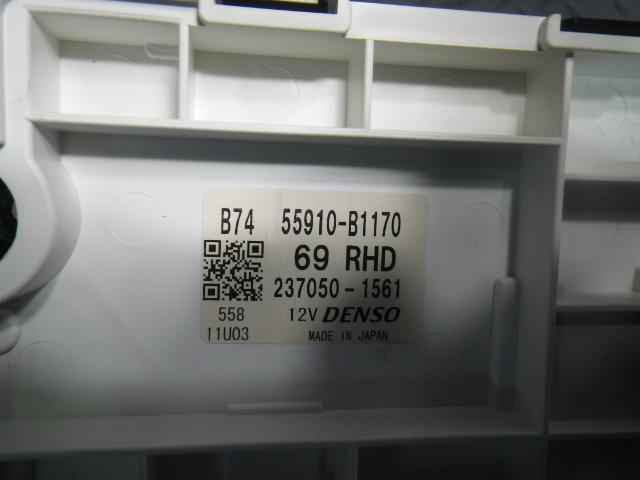 B74 55910-B1170
69 RHD
237050-1561
558 12V DENSO
11U03 MADE IN JAPAN